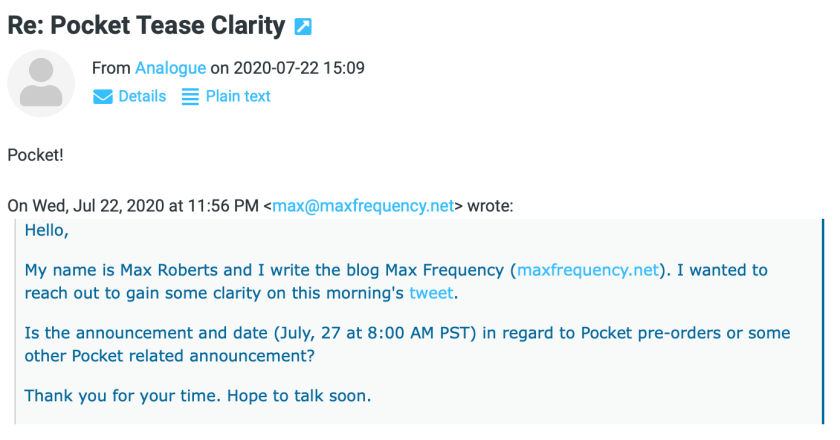 Re: Pocket Tease Clarity
From Analogue on 2020-07-22 15:09
Details Plain text
Pocket!
On Wed, Jul 22, 2020 at 11:56 PM <max@maxfrequency.net> wrote:
Hello,
My name is Max Roberts and I write the blog Max Frequency (maxfrequency.net). I wanted to
reach out to gain some clarity on this morning's tweet.
Is the announcement and date (July, 27 at 8:00 AM PST) in regard to Pocket pre-orders or some
other Pocket related announcement?
Thank you for your time. Hope to talk soon.